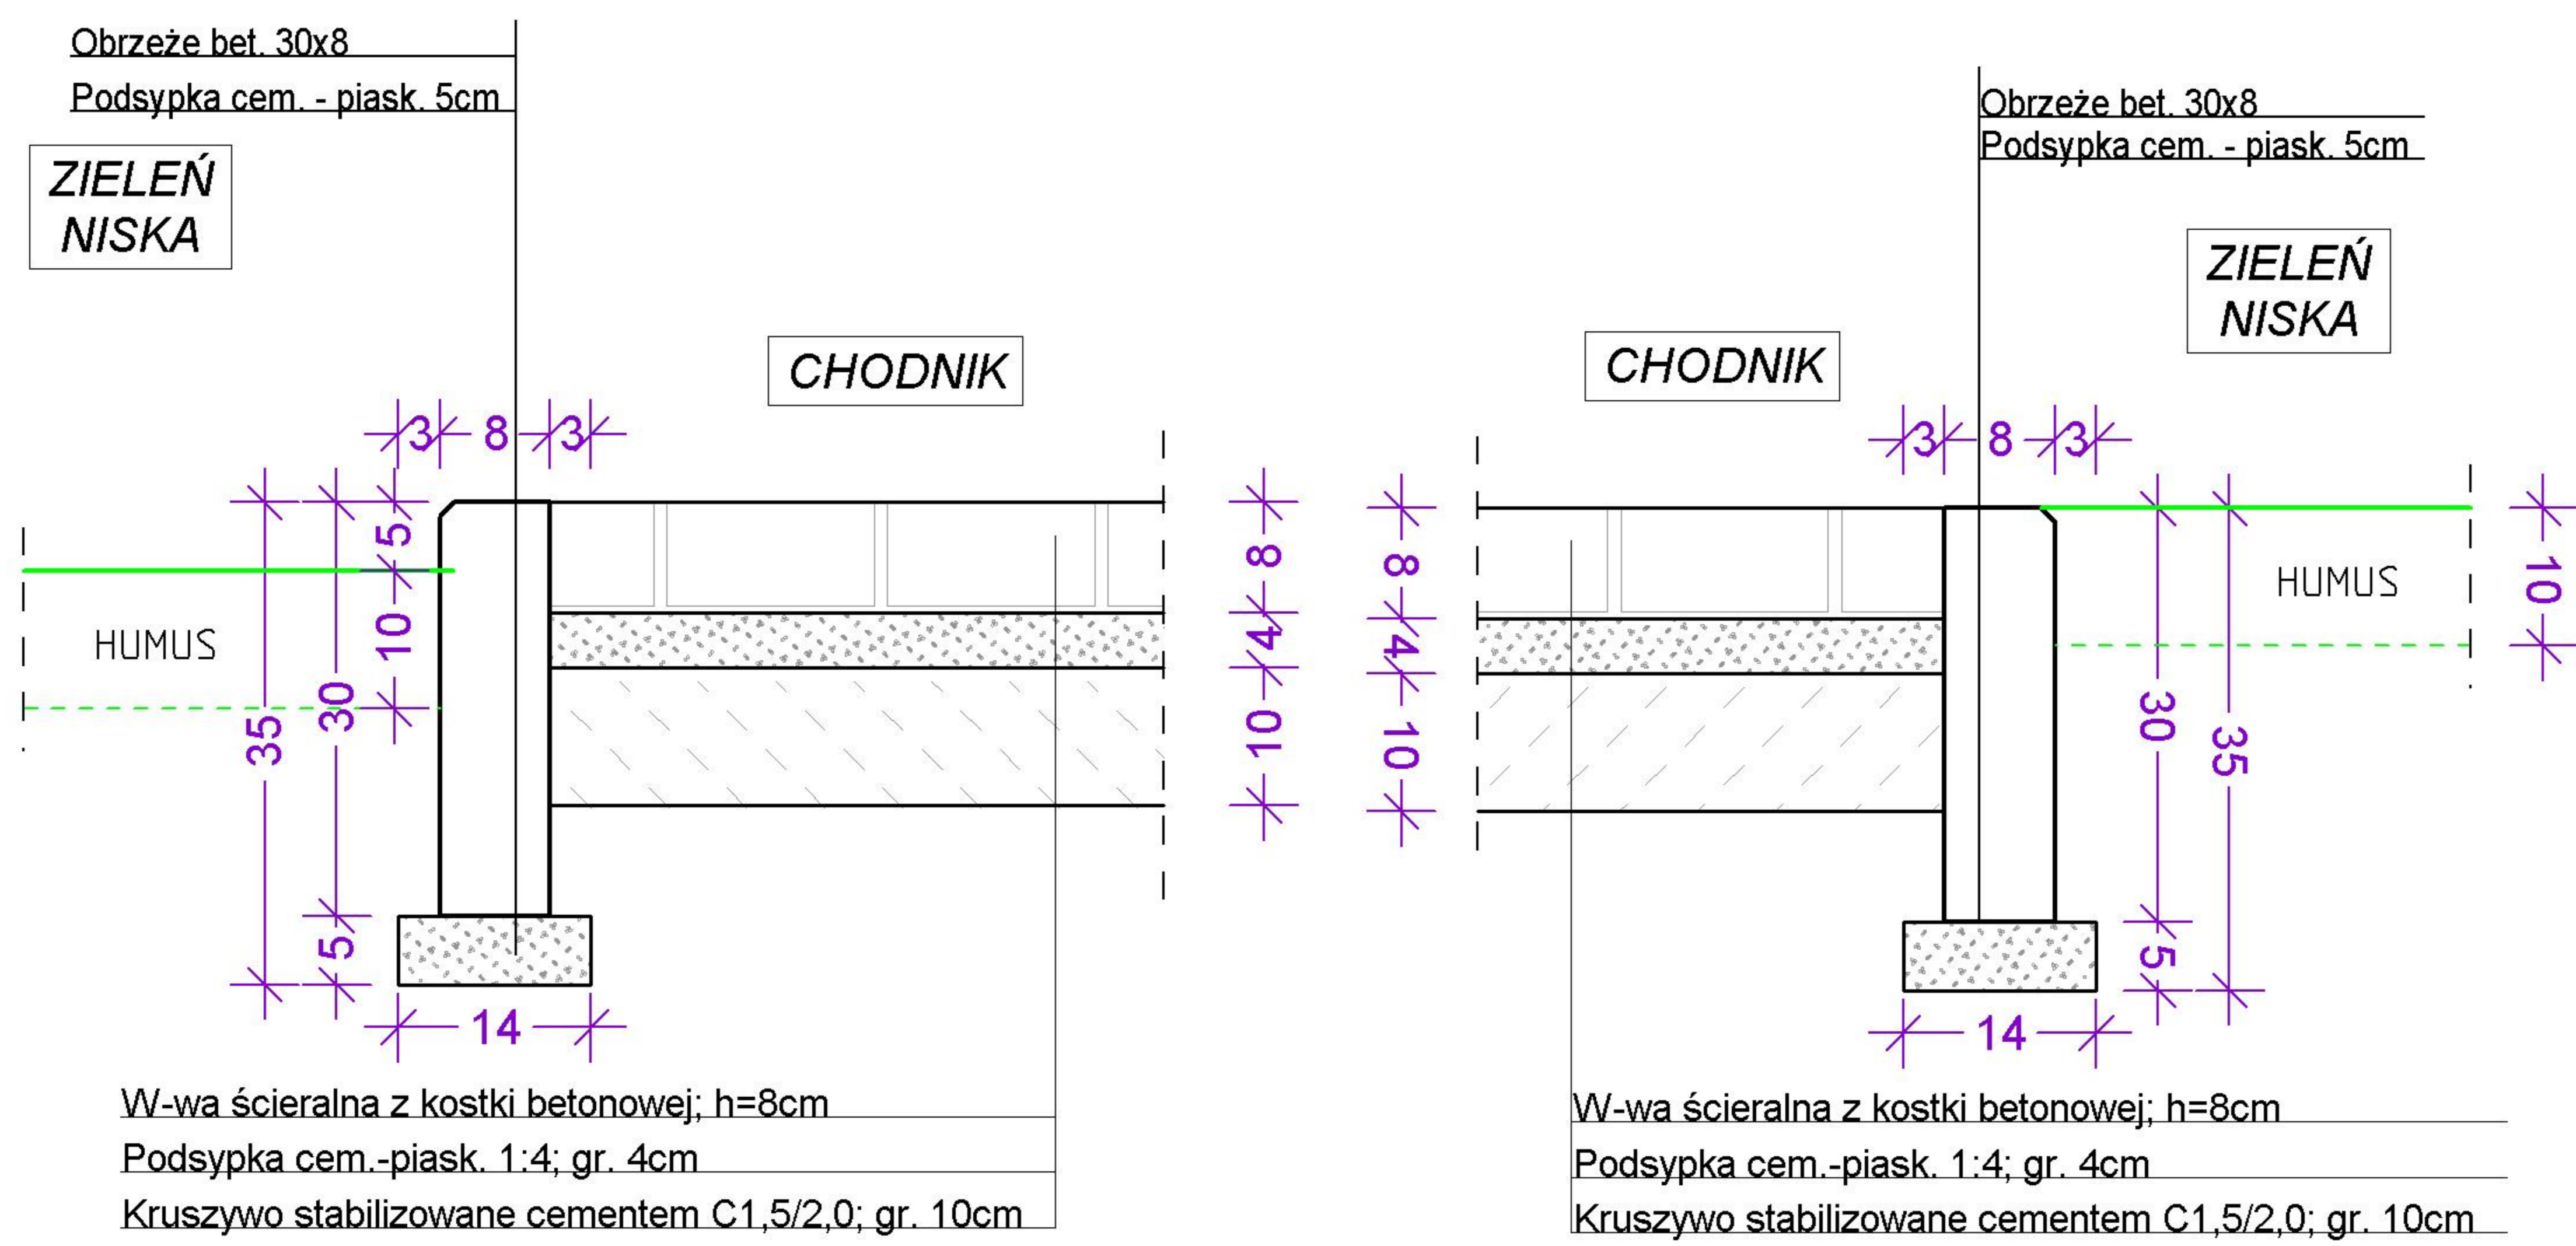 Obrzeże bet. 30x8
Podsypka cem. - piask. 5cm
ZIELEŃ
NISKA
CHODNIK
3 8 3
5
10
30
35
5
HUMUS
14
8
4
10
W-wa ścieralna z kostki betonowej; h=8cm
Podsypka cem.-piask. 1:4; gr. 4cm
Kruszywo stabilizowane cementem C1,5/2,0; gr. 10cm
Obrzeże bet. 30x8
Podsypka cem. - piask. 5cm
ZIELEŃ
NISKA
CHODNIK
3 8 3
8
4
10
HUMUS
10
30
35
5
14
W-wa ścieralna z kostki betonowej; h=8cm
Podsypka cem.-piask. 1:4; gr. 4cm
Kruszywo stabilizowane cementem C1,5/2,0; gr. 10cm